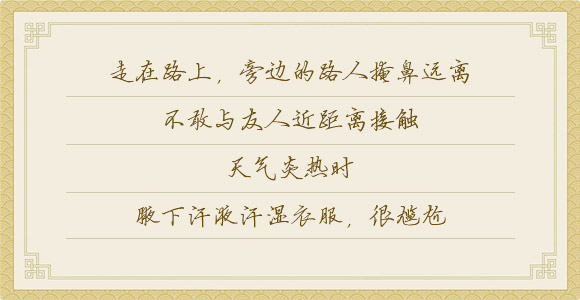 走在路上，旁边的路人掩鼻远离
不敢与友人近距离接触
天气炎热时
腋下汗液汗湿衣服，很尴尬